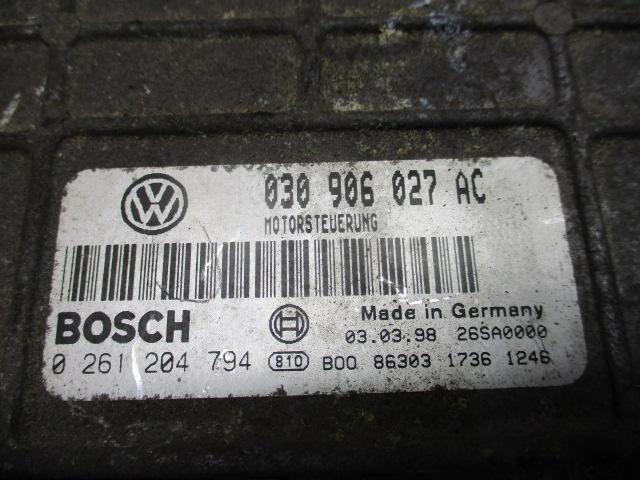 030 906 027 AC
MOTORSTEUERUNG
BOSCH
Made in Germany
03.03.98 26SA0000
0 261 204 794 810 B00 86303 1736 1246